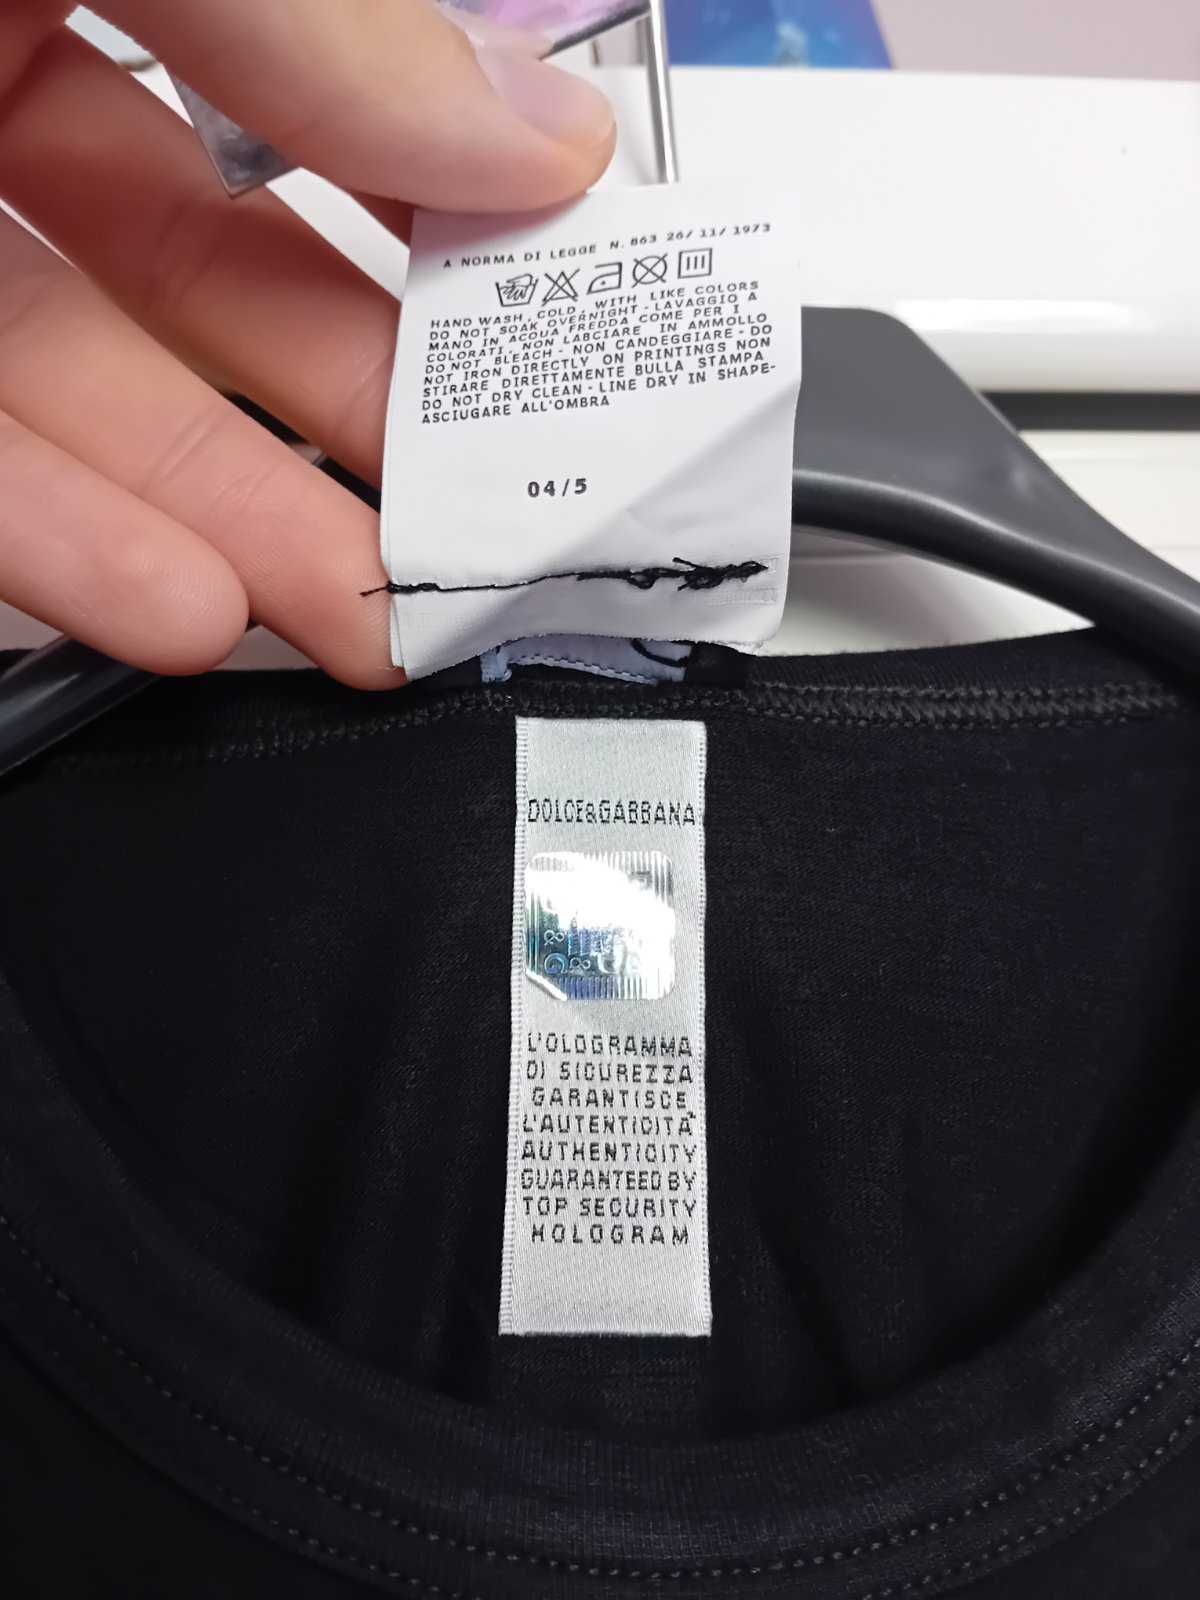 A NORMA DI LEGGE N. 863 26/11/1973
HAND WASH, COLD, WITH LIKE COLORS
DO NOT SOAK OVERNIGHT - LAVAGGIO A
MANO IN ACQUA FREDDA COME PER I
COLORATI, NON LABCIARE IN AMMOLLO
DO NOT BLEACH - NON CANDEGGIARE - DO
NOT IRON DIRECTLY ON PRINTINGS NON
STIRARE DIRETTAMENTE BULLA STAMPA
DO NOT DRY CLEAN - LINE DRY IN SHAPE-
ASCIUGARE ALL'OMBRA
04/5
DOLCE&GABBANA
L'OLOGRAMMA
DI SICUREZZA
GARANTISCE
L'AUTENTICITÀ
AUTHENTICITY
GUARANTEED BY
TOP SECURITY
HOLOGRAM